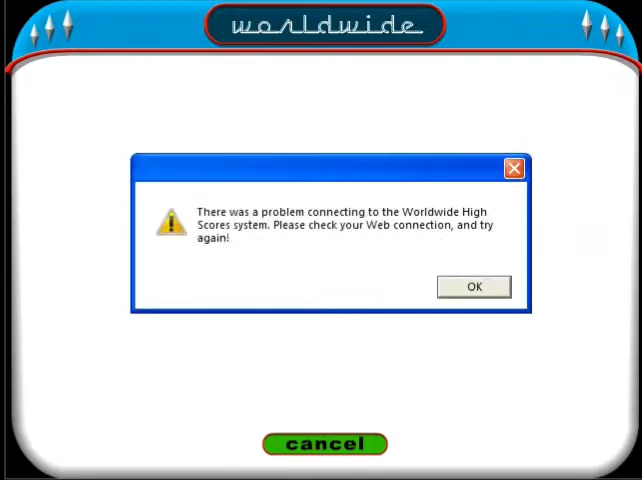 worldwide
There was a problem connecting to the Worldwide High
Scores system. Please check your Web connection, and try
again!
OK
cancel